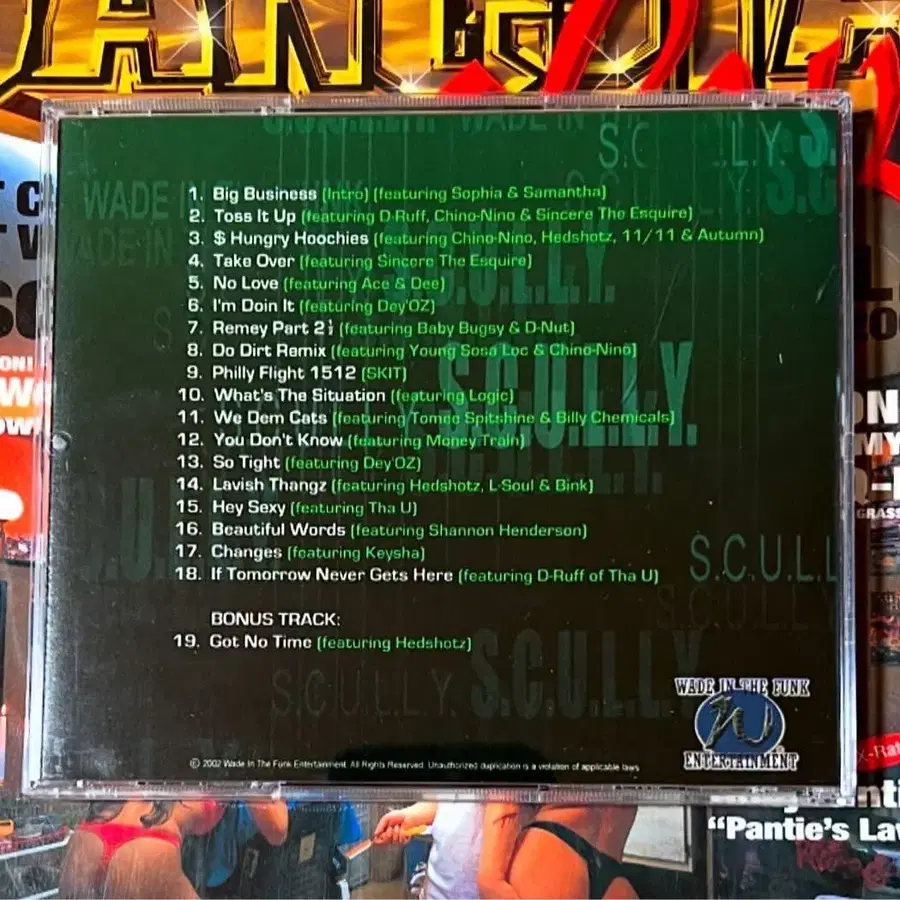 S.C.U.L.L.Y. WADE IN THE
WADE IN
S.C.U.L.L.Y.
1. Big Business (Intro) (featuring Sophia & Samantha)
2. Toss It Up (featuring D-Ruff, Chino-Nino & Sincere The Esquire)
3. $ Hungry Hoochies (featuring Chino-Nino, Hedshotz, 11/11 & Autumn)
4. Take Over (featuring Sincere The Esquire)
5. No Love (featuring Ace & Dee)
6. I'm Doin It (featuring Dey'OZ)
7. Remey Part 2½ (featuring Baby Bugsy & D-Nut)
8. Do Dirt Remix (featuring Young Sosa Loc & Chino-Nino)
9. Philly Flight 1512 (SKIT)
10. What's The Situation (featuring Logic)
S.C.U.L.L.Y.
11. We Dem Cats (featuring Tomee Spitshine & Billy Chemicals)
12. You Don't Know (featuring Money Train)
13. So Tight (featuring Dey'OZ)
14. Lavish Thangz (featuring Hedshotz, L-Soul & Bink)
15. Hey Sexy (featuring Tha U)
16. Beautiful Words (featuring Shannon Henderson)
17. Changes (featuring Keysha)
18. If Tomorrow Never Gets Here (featuring D-Ruff of Tha U)
S.C.U.L.L
S.C.U.L.L.Y
BONUS TRACK:
19. Got No Time (featuring Hedshotz)
S.C.U.L.L.Y. S.C.U.L.L.Y.
WADE IN THE FUNK
ENTERTAINMENT
© 2002 Wade In The Funk Entertainment. All Rights Reserved. Unauthorized duplication is a violation of applicable laws
"Pantie's La